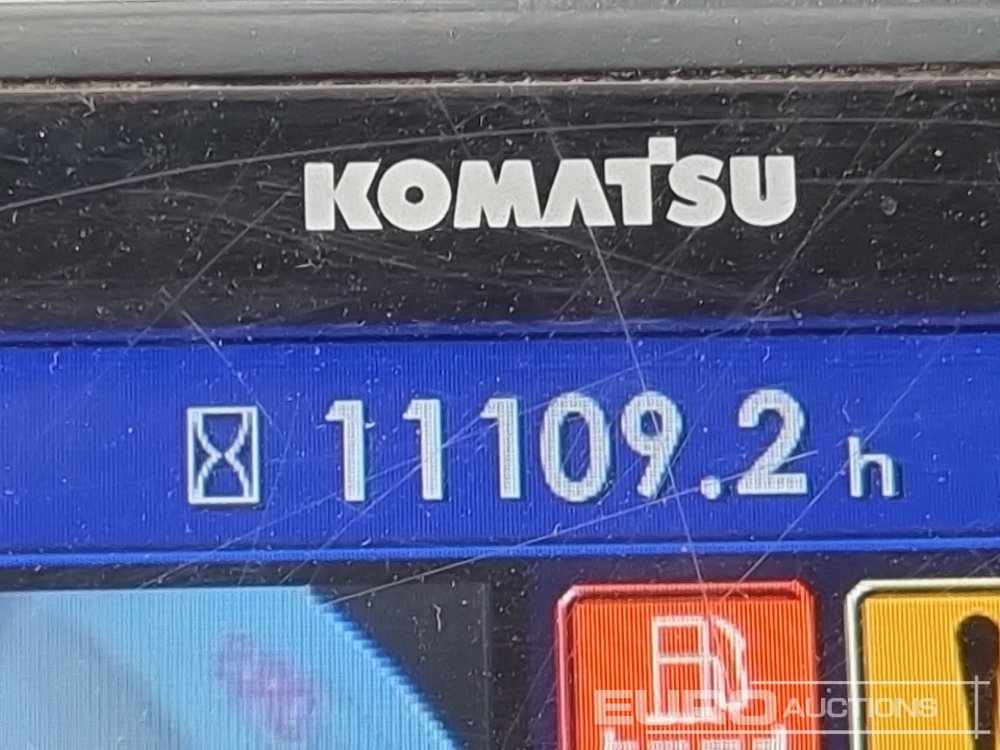 KOMATSU
11109.2 h
EURO AUCTIONS